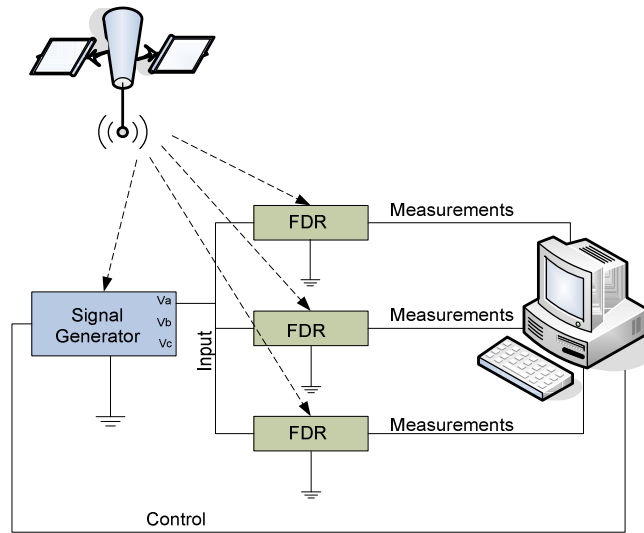 FDR
Measurements
Signal
Generator
Va
Vb
Vc
Input
FDR
Measurements
FDR
Measurements
Control